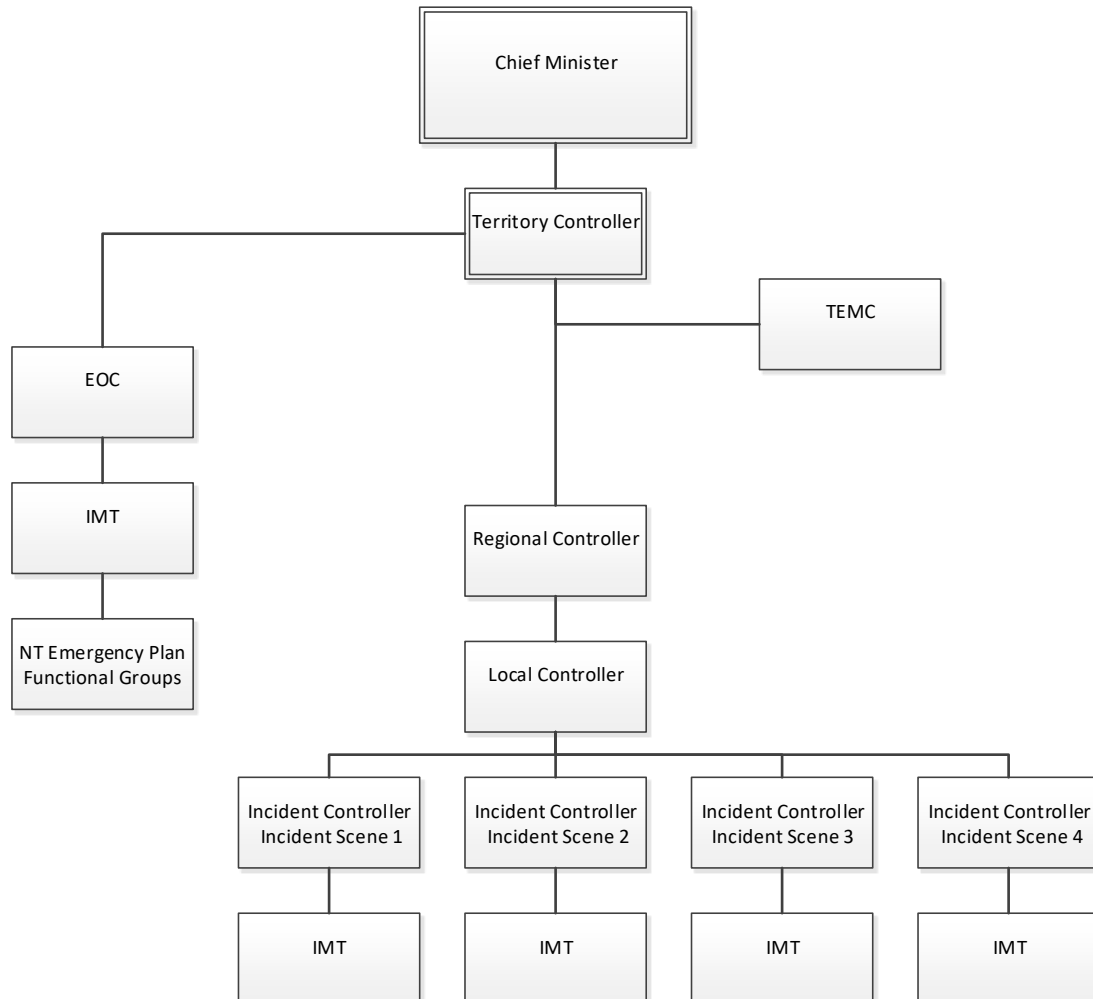 Chief Minister
Territory Controller
TEMC
EOC
IMT
Regional Controller
NT Emergency Plan
Functional Groups
Local Controller
Incident Controller
Incident Scene 1
Incident Controller
Incident Scene 2
Incident Controller
Incident Scene 3
Incident Controller
Incident Scene 4
IMT
IMT
IMT
IMT